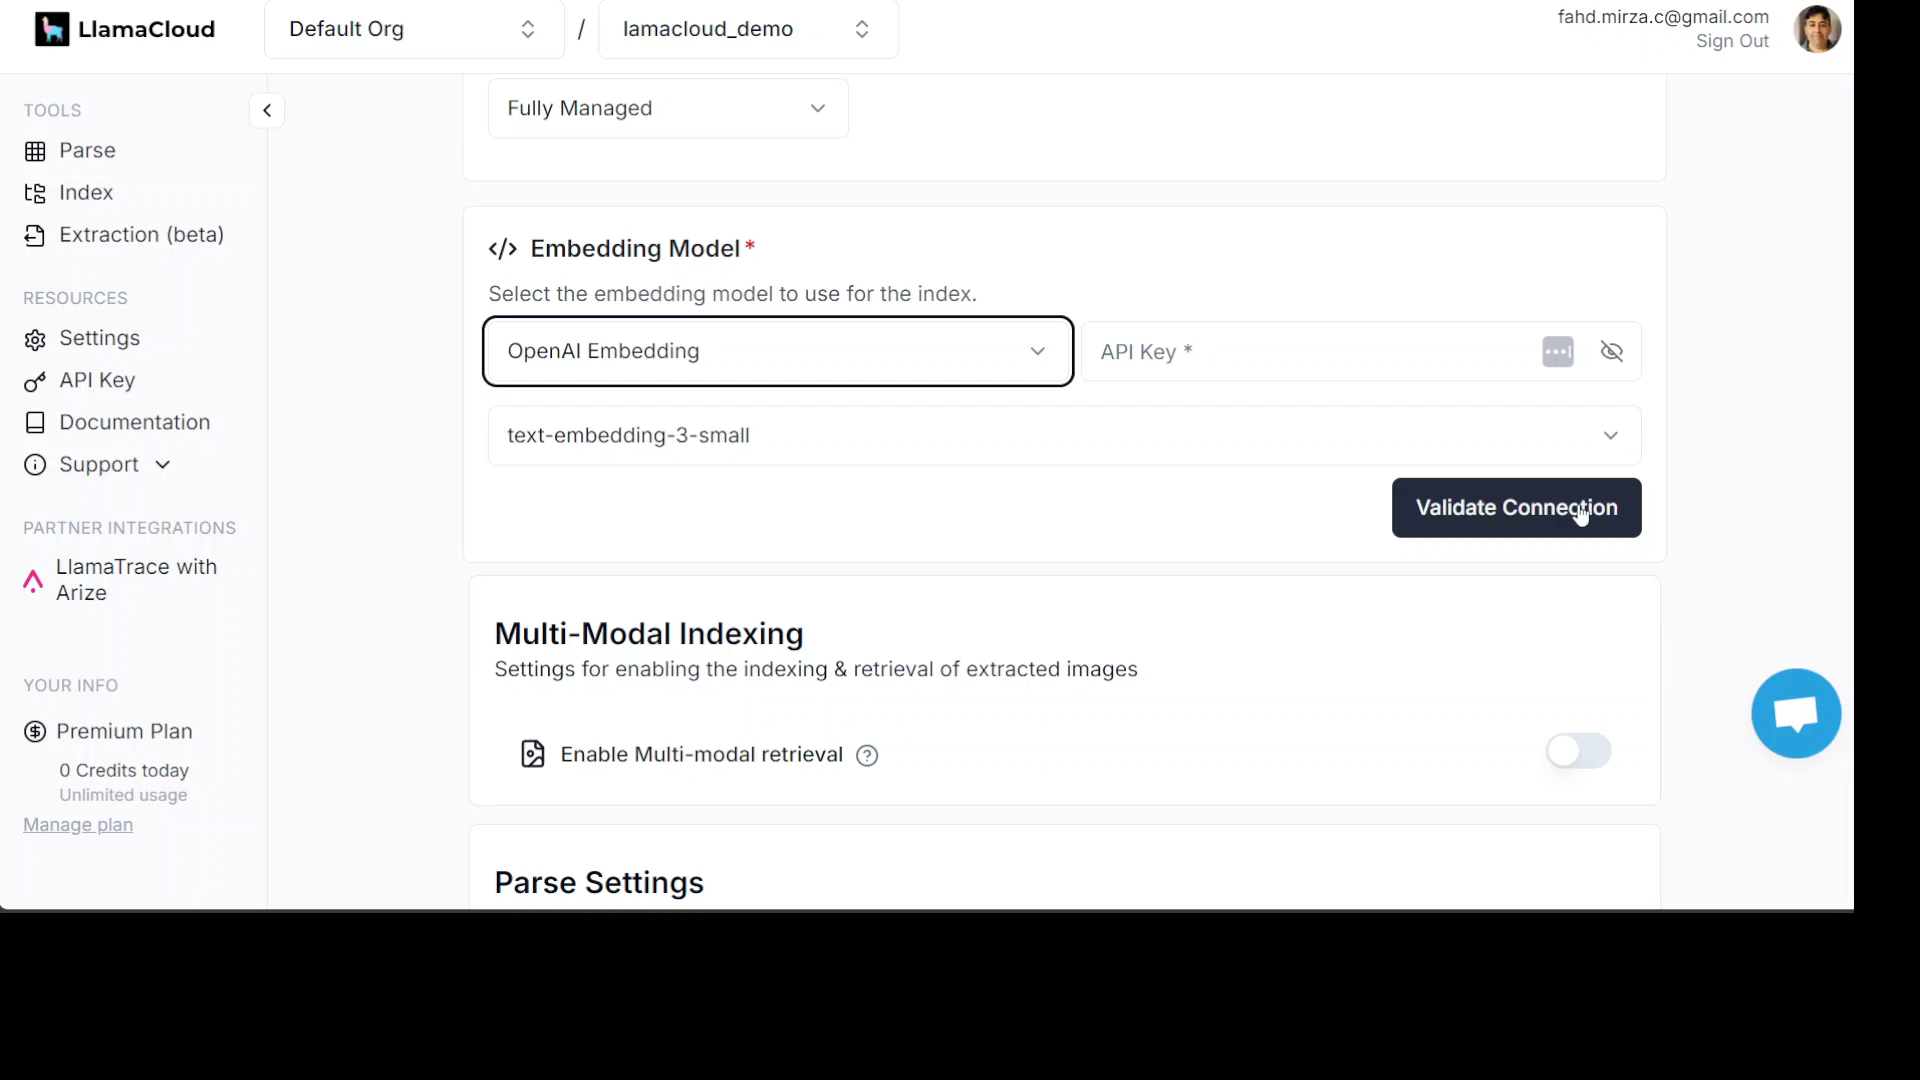 LlamaCloud
Default Org
/
lamacloud_demo
fahd.mirza.c@gmail.com
Sign Out
TOOLS
Parse
Index
Extraction (beta)
RESOURCES
Settings
API Key
Documentation
Support
PARTNER INTEGRATIONS
LlamaTrace with
Arize
YOUR INFO
Premium Plan
0 Credits today
Unlimited usage
Manage plan
Fully Managed
</> Embedding Model*
Select the embedding model to use for the index.
OpenAI Embedding
API Key *
text-embedding-3-small
Validate Connection
Multi-Modal Indexing
Settings for enabling the indexing & retrieval of extracted images
Enable Multi-modal retrieval ?
Parse Settings